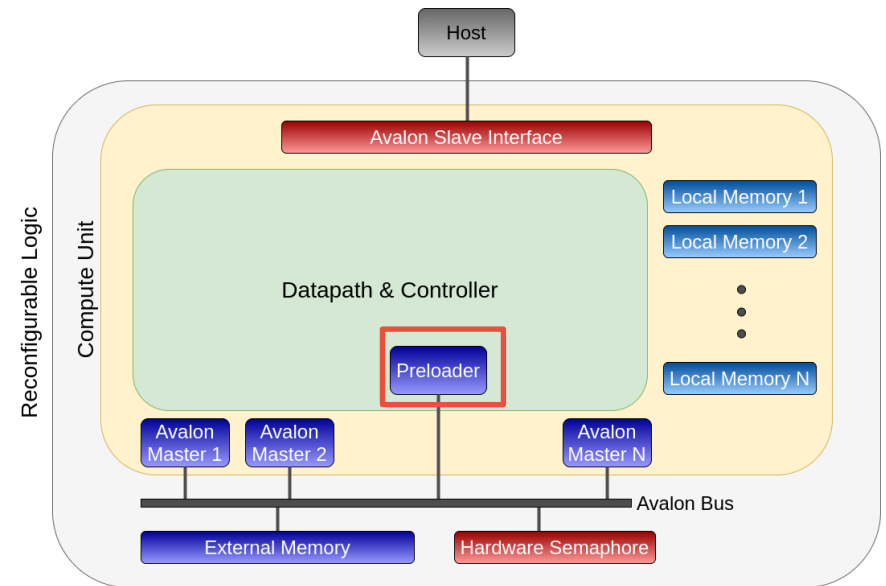 Host
Avalon Slave Interface
Reconfigurable Logic
Compute Unit
Local Memory 1
Local Memory 2
Datapath & Controller
Preloader
Local Memory N
Avalon
Master 1
Avalon
Master 2
Avalon
Master N
Avalon Bus
External Memory
Hardware Semaphore